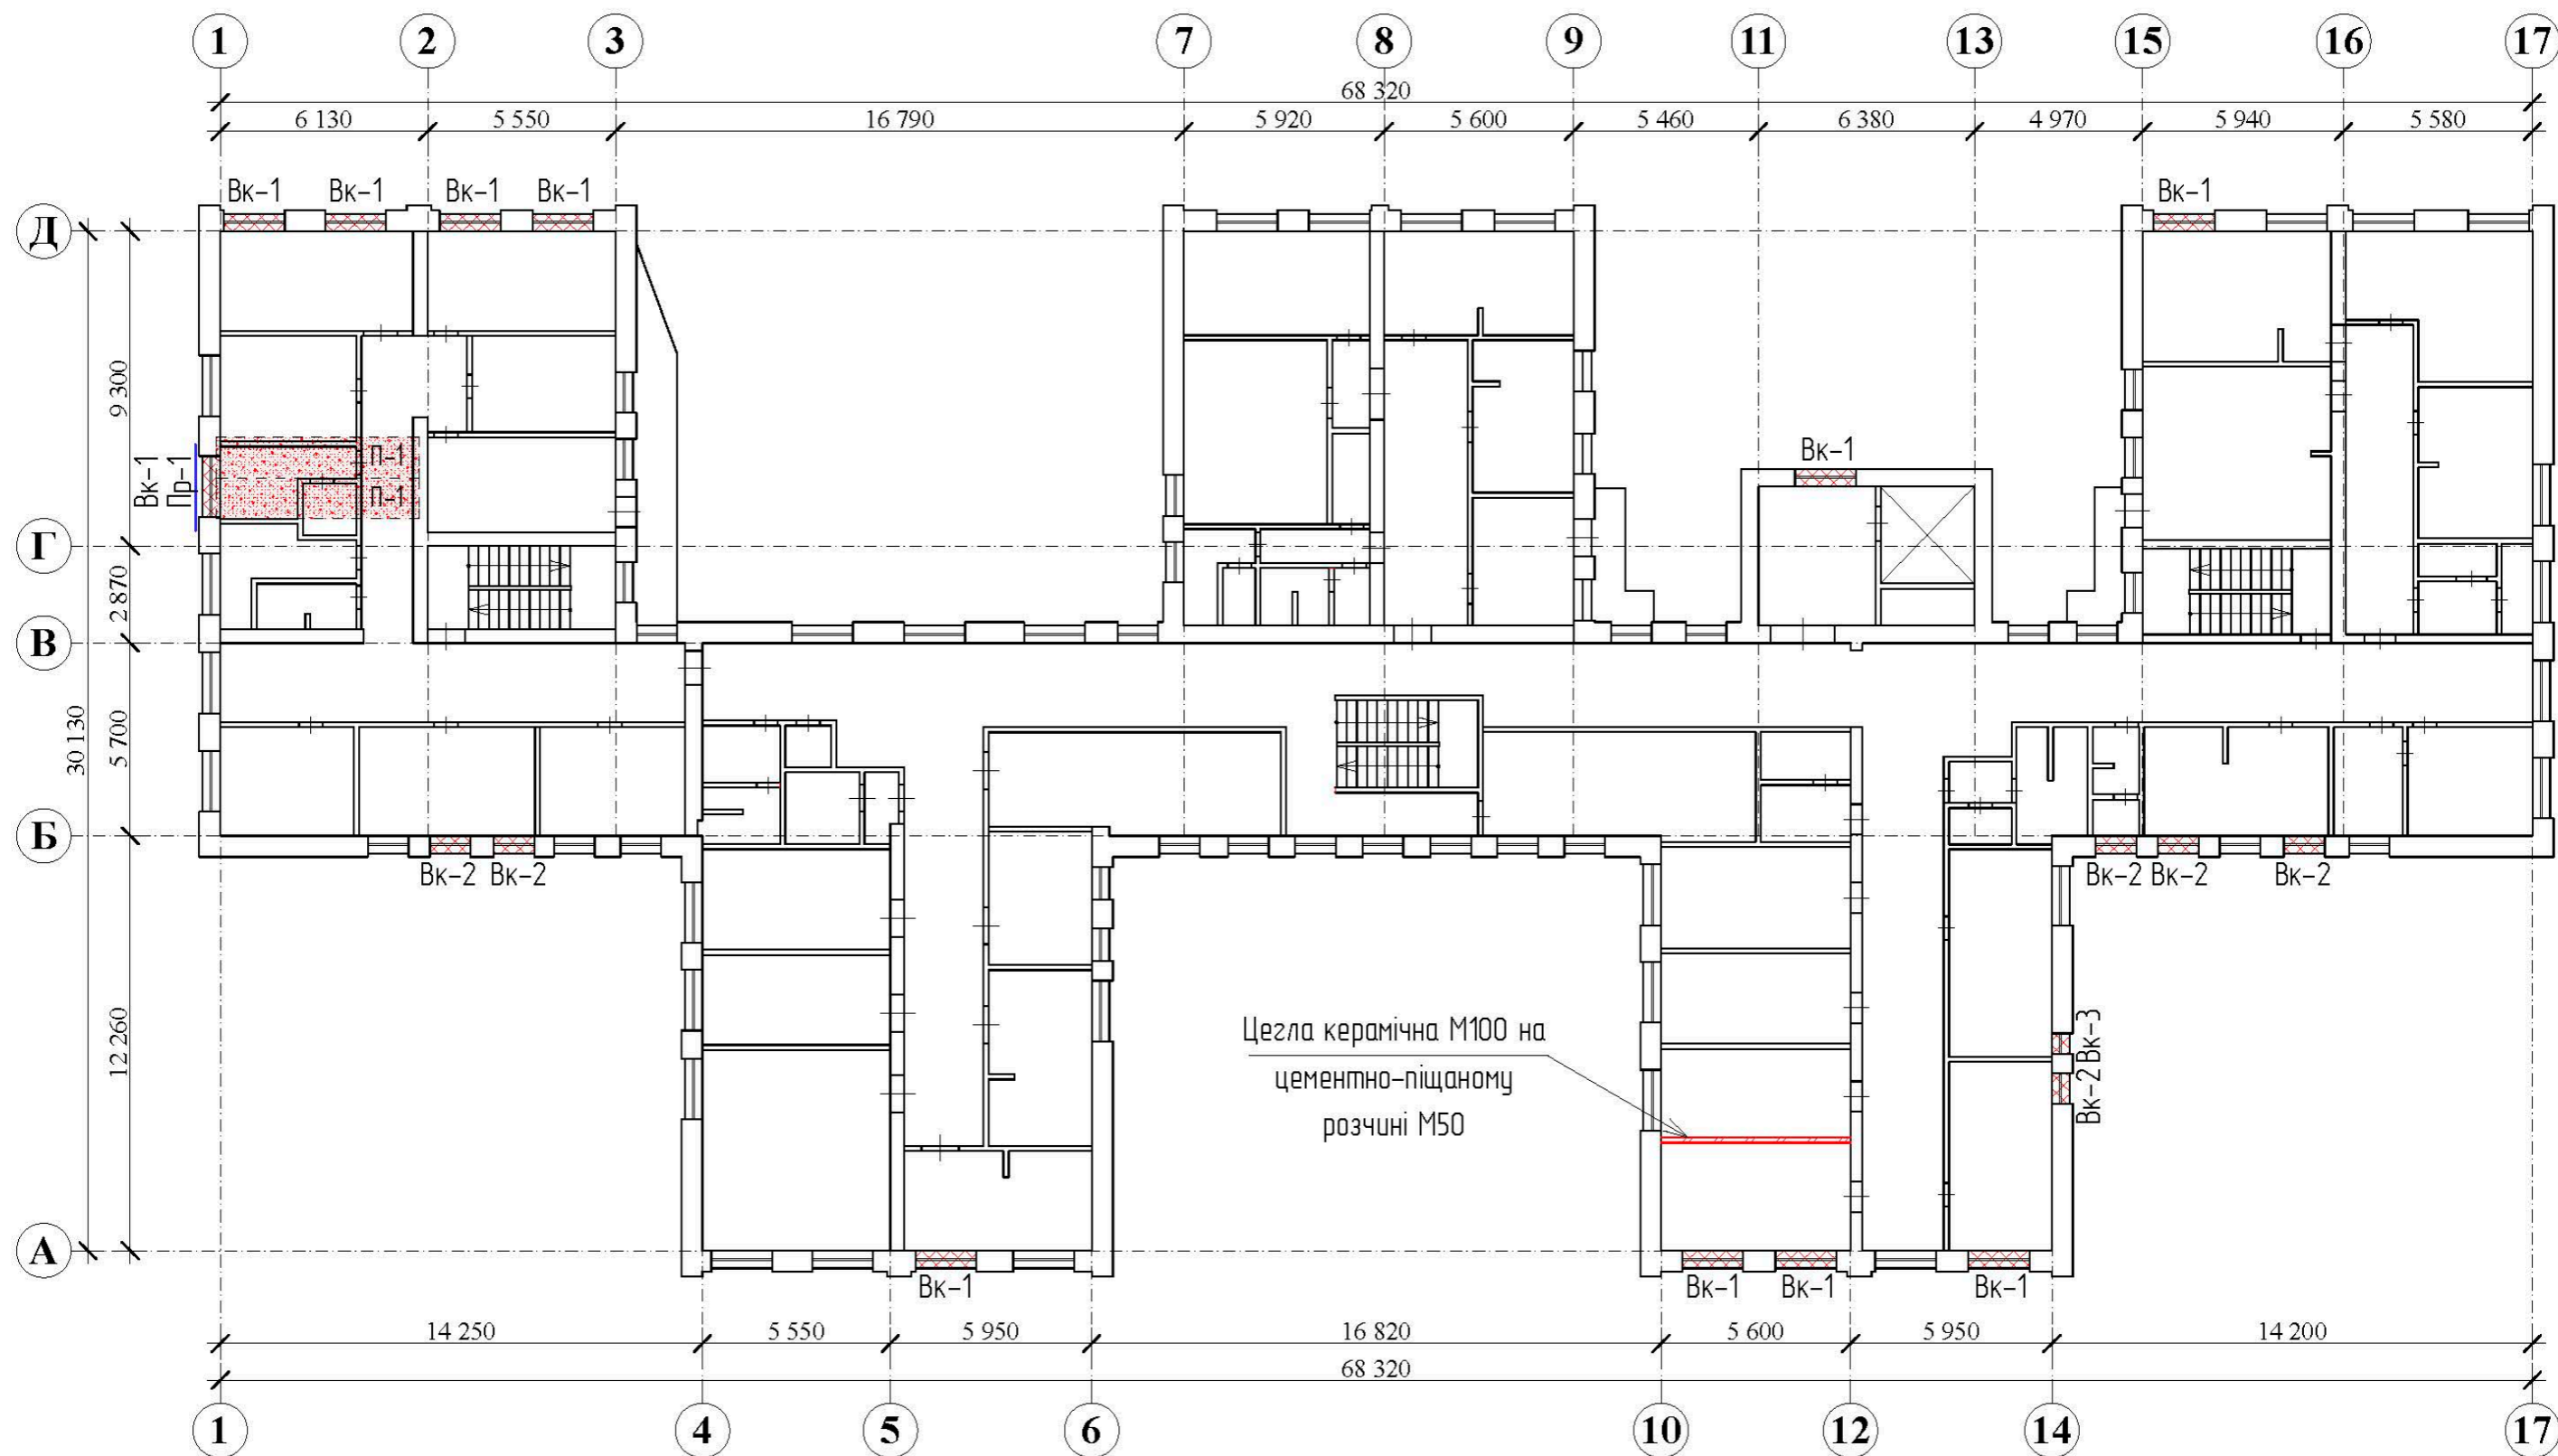 1 2 3 7 8 9 11 13 15 16 17
68 320
6 130 5 550 16 790 5 920 5 600 5 460 6 380 4 970 5 940 5 580
Вк-1 Вк-1 Вк-1 Вк-1 Вк-1
Д
9 300
Вк-1
Вк-1
Пр-1
П-1
П-1
Г
2 870
В
30 130
5 700
Б
Вк-2 Вк-2 Вк-2 Вк-2 Вк-2
12 260
Цегла керамічна М100 на
цементно-піщаному
розчині М50
Вк-3
Вк-2
А
Вк-1 Вк-1 Вк-1 Вк-1
14 250 5 550 5 950 16 820 5 600 5 950 14 200
68 320
1 4 5 6 10 12 14 17